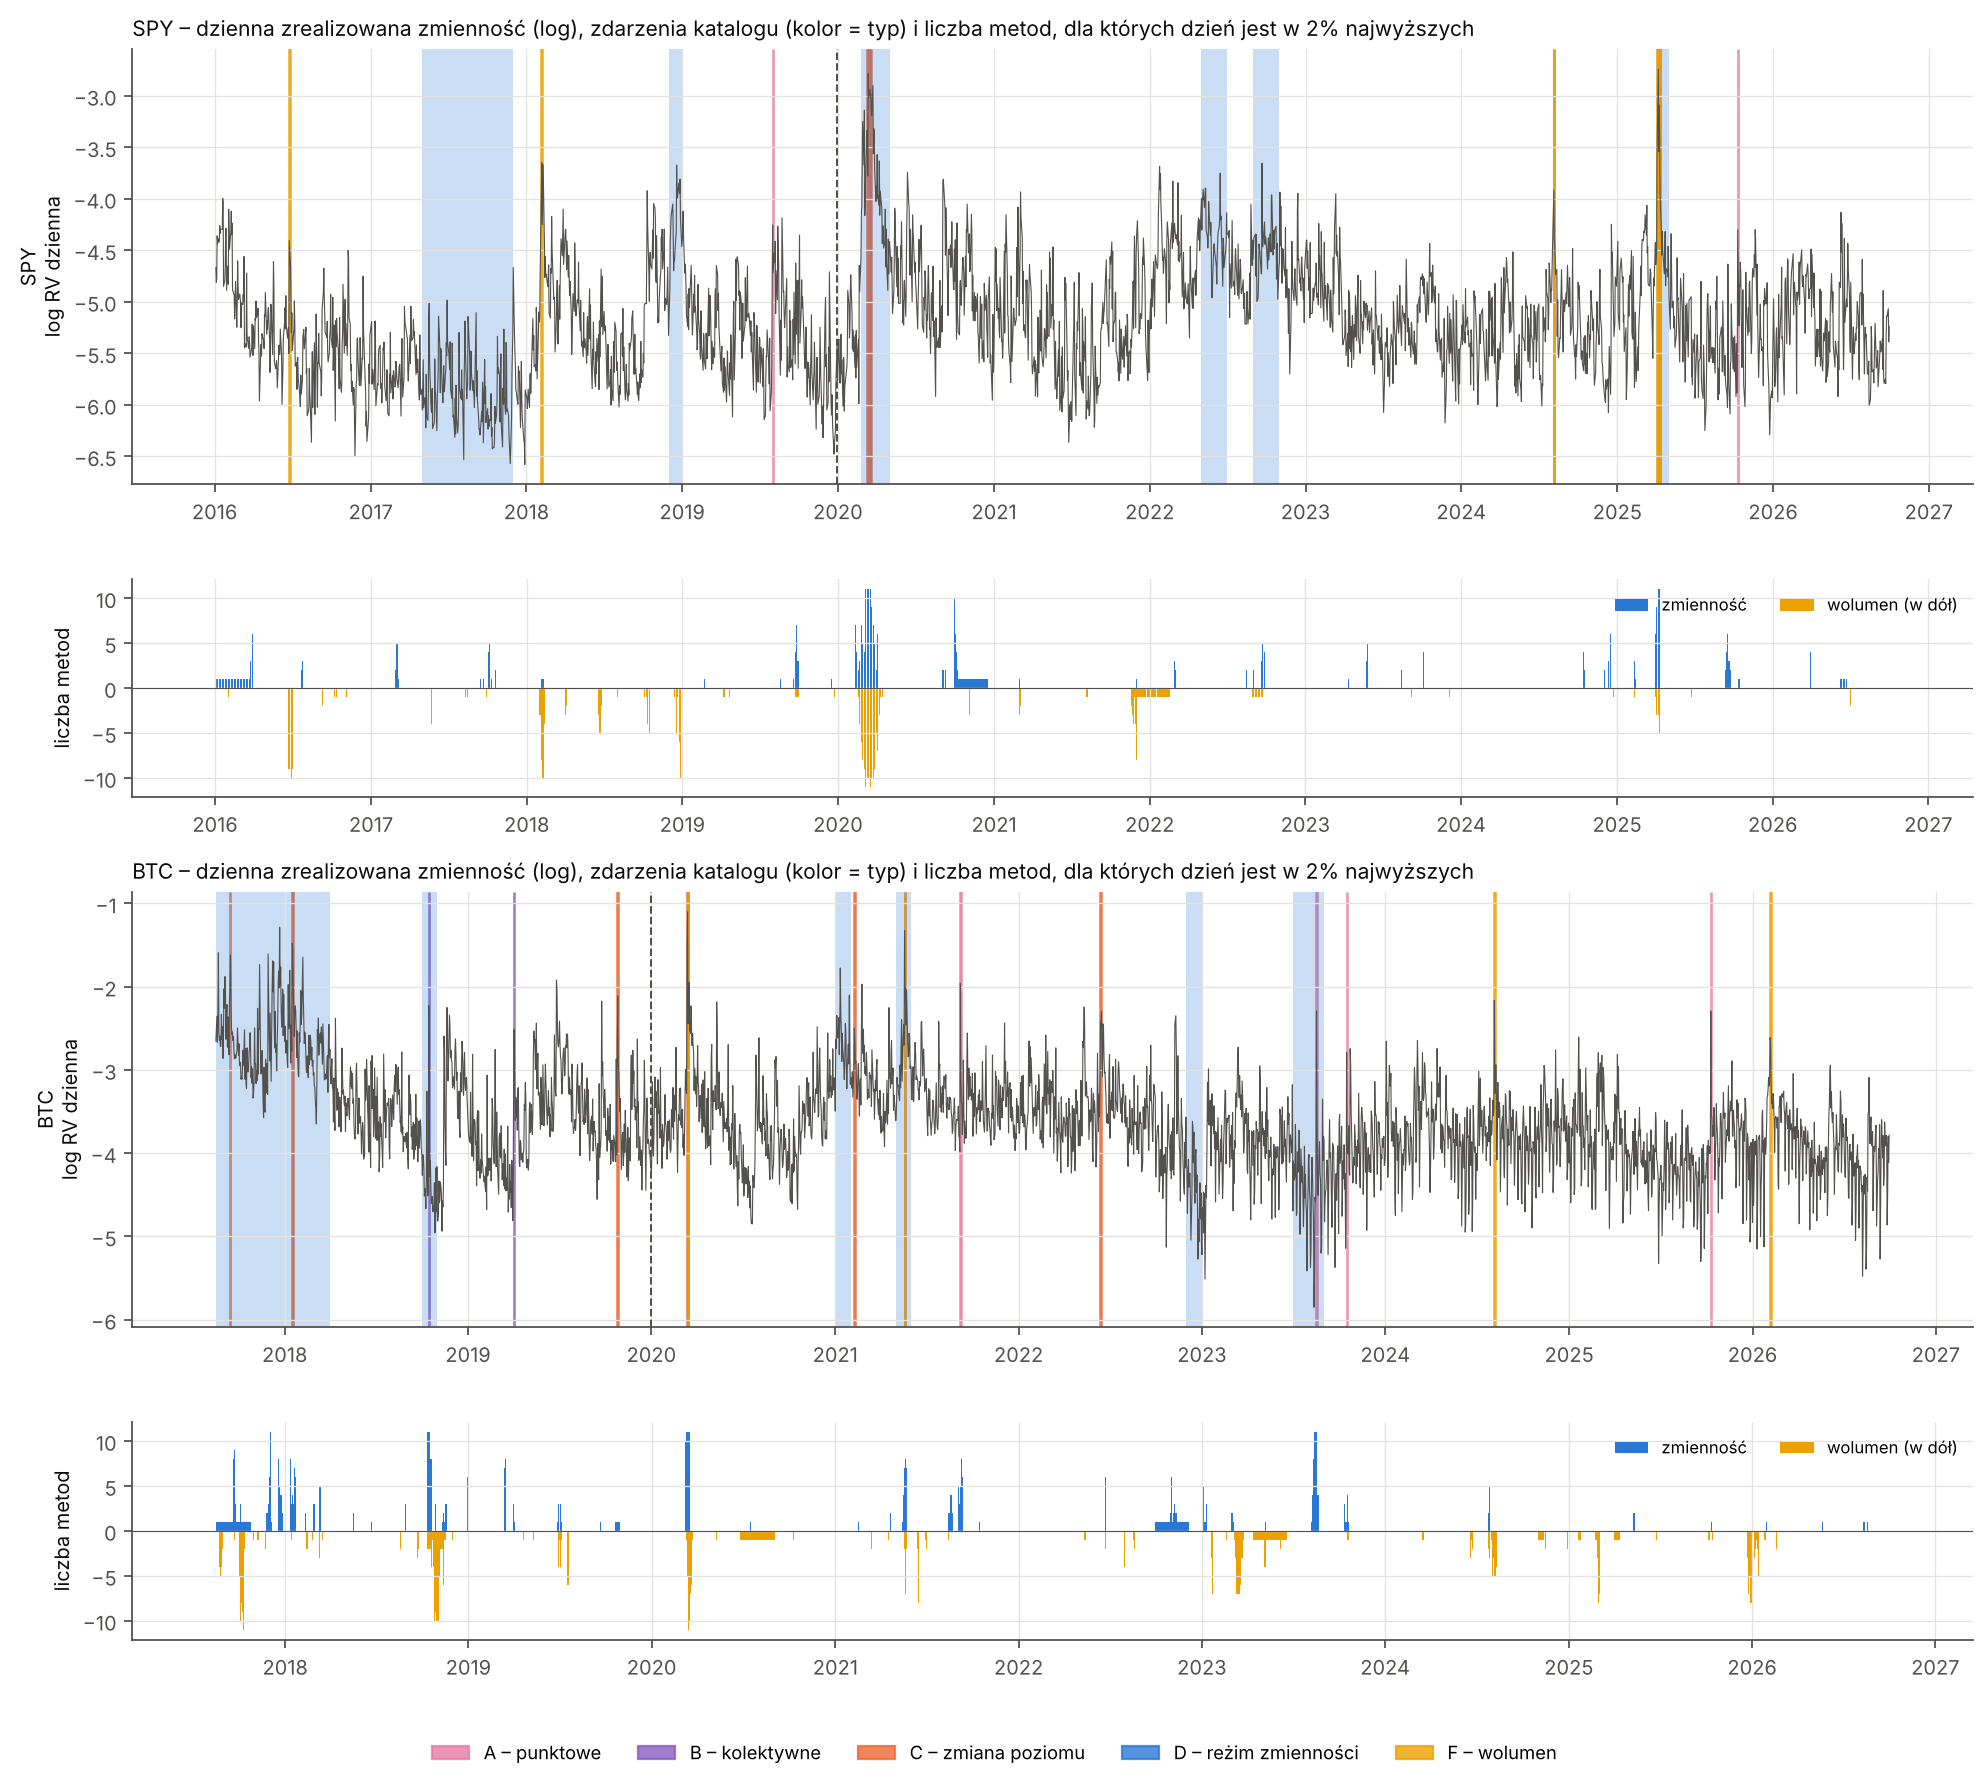 SPY – dzienna zrealizowana zmienność (log), zdarzenia katalogu (kolor = typ) i liczba metod, dla których dzień jest w 2% najwyższych
SPY
log RV dzienna
−3.0
−3.5
−4.0
−4.5
−5.0
−5.5
−6.0
−6.5
2016 2017 2018 2019 2020 2021 2022 2023 2024 2025 2026 2027
liczba metod
10
5
0
−5
−10
zmienność wolumen (w dół)
2016 2017 2018 2019 2020 2021 2022 2023 2024 2025 2026 2027
BTC – dzienna zrealizowana zmienność (log), zdarzenia katalogu (kolor = typ) i liczba metod, dla których dzień jest w 2% najwyższych
BTC
log RV dzienna
−1
−2
−3
−4
−5
−6
2018 2019 2020 2021 2022 2023 2024 2025 2026 2027
liczba metod
10
5
0
−5
−10
zmienność wolumen (w dół)
2018 2019 2020 2021 2022 2023 2024 2025 2026 2027
A – punktowe B – kolektywne C – zmiana poziomu D – reżim zmienności F – wolumen